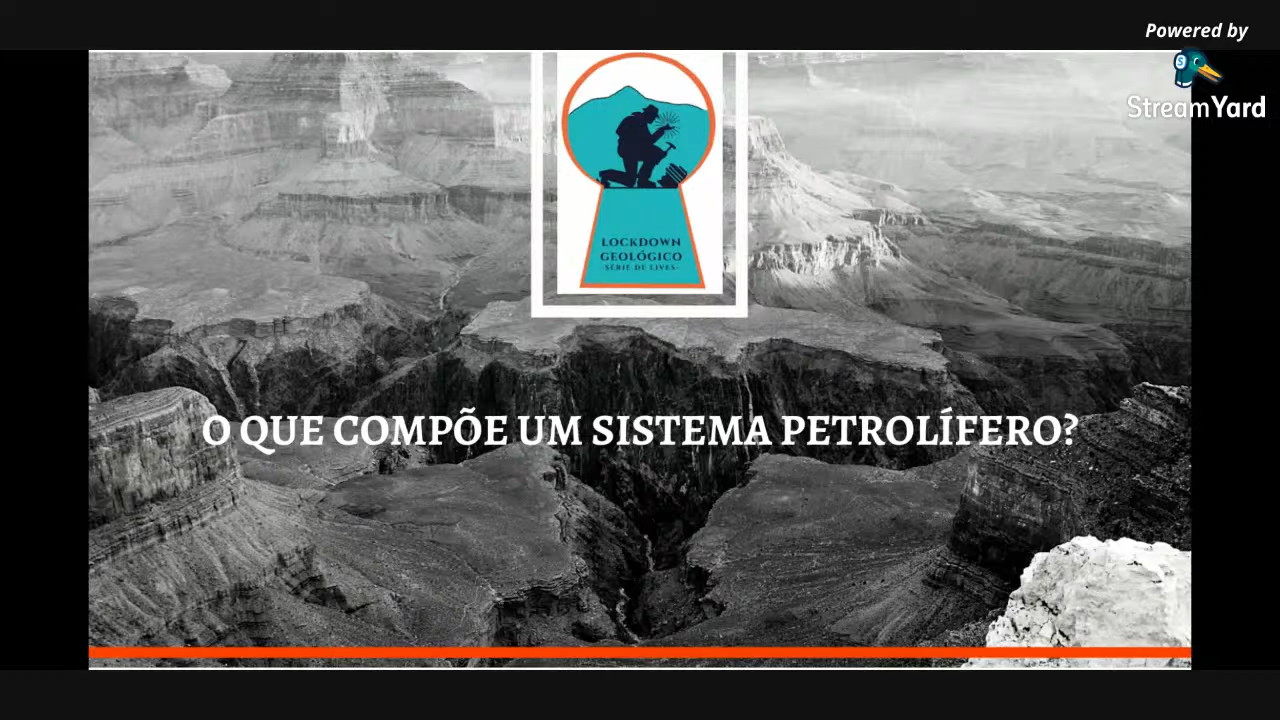 Powered by
StreamYard
LOCKDOWN
GEOLÓGICO
-SÉRIE DE LIVES-
O QUE COMPÕE UM SISTEMA PETROLÍFERO?